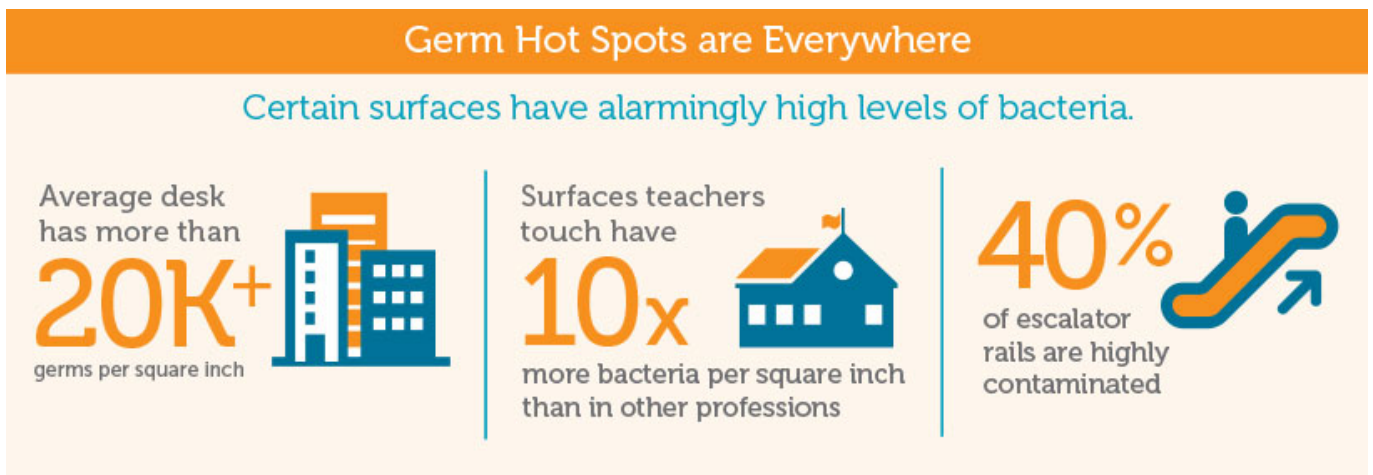 Germ Hot Spots are Everywhere
Certain surfaces have alarmingly high levels of bacteria.
Average desk
has more than
20K+
germs per square inch
Surfaces teachers
touch have
10x
more bacteria per square inch
than in other professions
40%
of escalator
rails are highly
contaminated